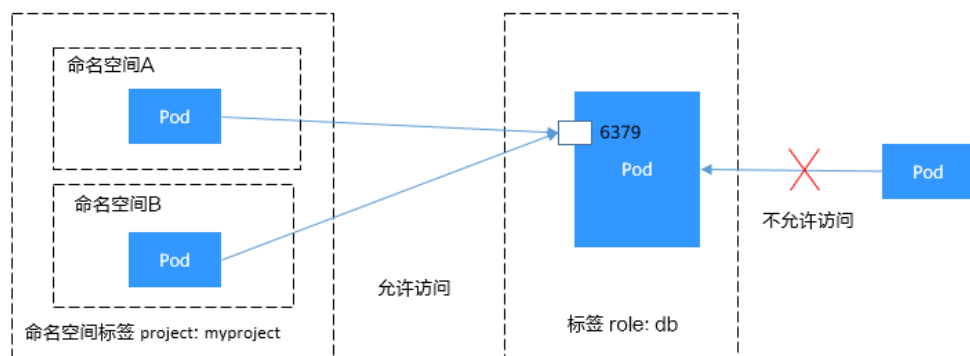 命名空间A
Pod
命名空间B
Pod
命名空间标签 project: myproject
允许访问
6379
Pod
标签 role: db
不允许访问
Pod